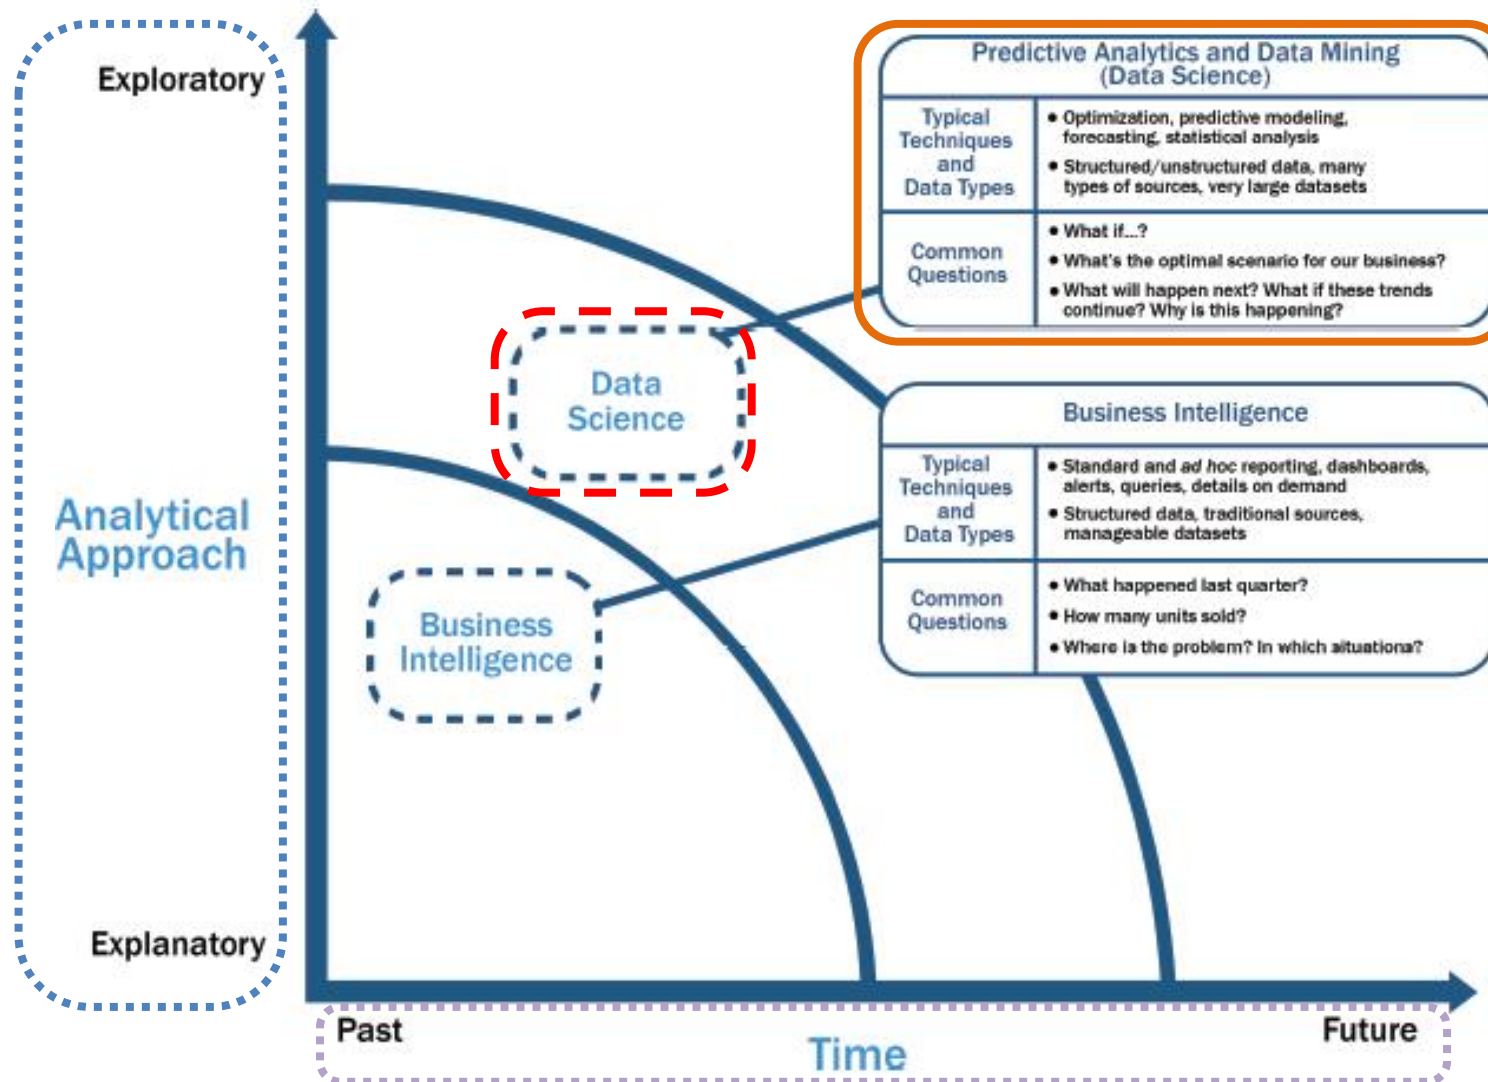 Exploratory
Analytical
Approach
Explanatory
Past
Time
Future
Data
Science
Business
Intelligence
Predictive Analytics and Data Mining
(Data Science)
Typical
Techniques
and
Data Types
• Optimization, predictive modeling,
forecasting, statistical analysis
• Structured/unstructured data, many
types of sources, very large datasets
Common
Questions
• What if...?
• What's the optimal scenario for our business?
• What will happen next? What if these trends
continue? Why is this happening?
Business Intelligence
Typical
Techniques
and
Data Types
• Standard and ad hoc reporting, dashboards,
alerts, queries, details on demand
• Structured data, traditional sources,
manageable datasets
Common
Questions
• What happened last quarter?
• How many units sold?
• Where is the problem? In which situations?